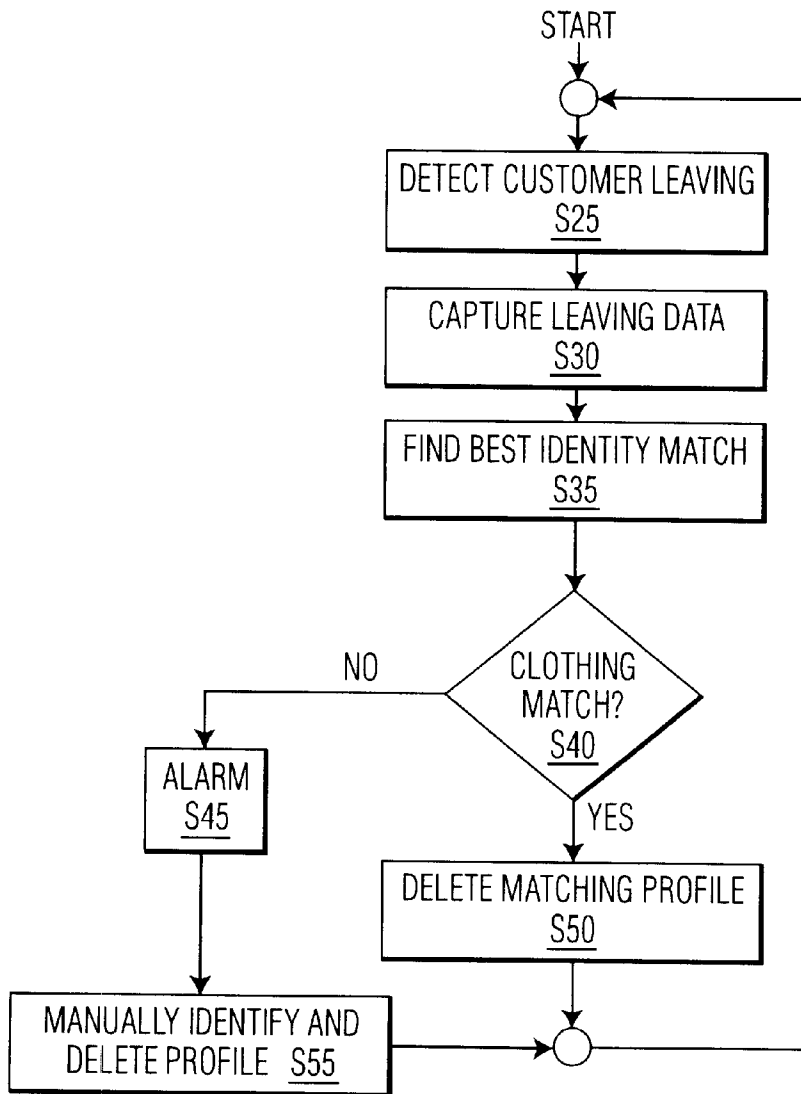 START
DETECT CUSTOMER LEAVING
S25
CAPTURE LEAVING DATA
S30
FIND BEST IDENTITY MATCH
S35
CLOTHING
MATCH?
S40
NO
YES
ALARM
S45
DELETE MATCHING PROFILE
S50
MANUALLY IDENTIFY AND
DELETE PROFILE S55